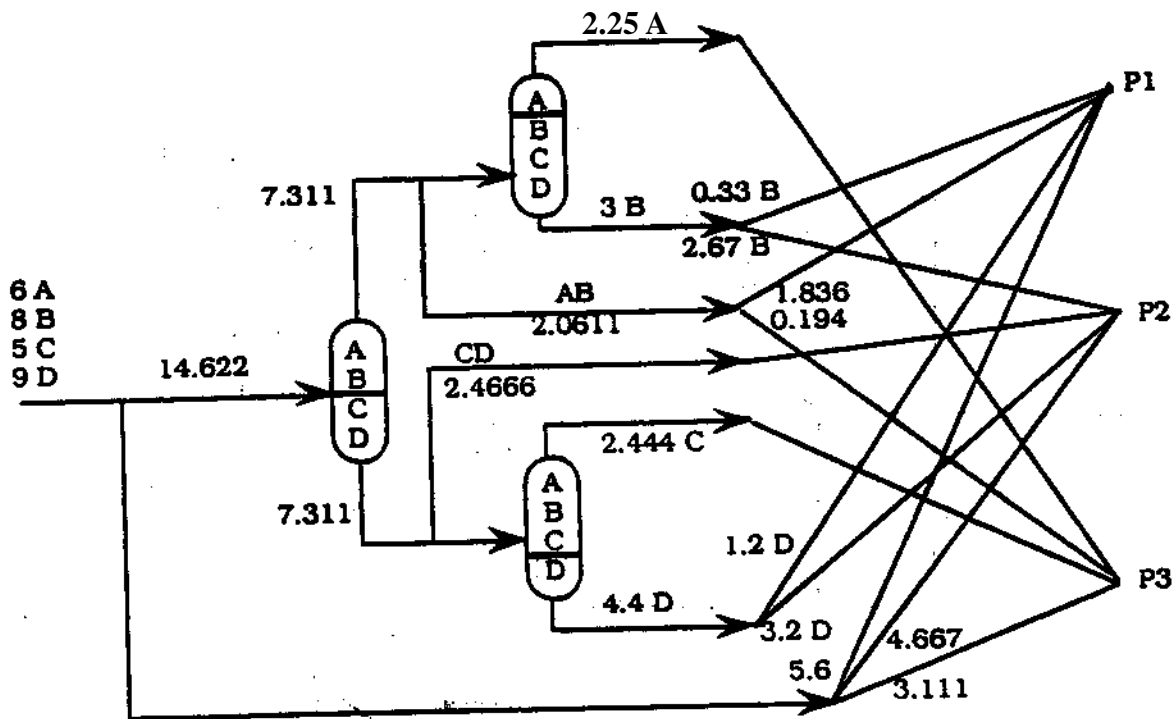 2.25 A
P1
A
B
C
D
7.311
0.33 B
3 B
2.67 B
6 A
8 B
5 C
9 D
AB
1.836
2.0611
0.194
P2
14.622
A
B
C
D
CD
2.4666
2.444 C
7.311
A
B
C
D
1.2 D
P3
4.4 D
3.2 D
4.667
5.6
3.111